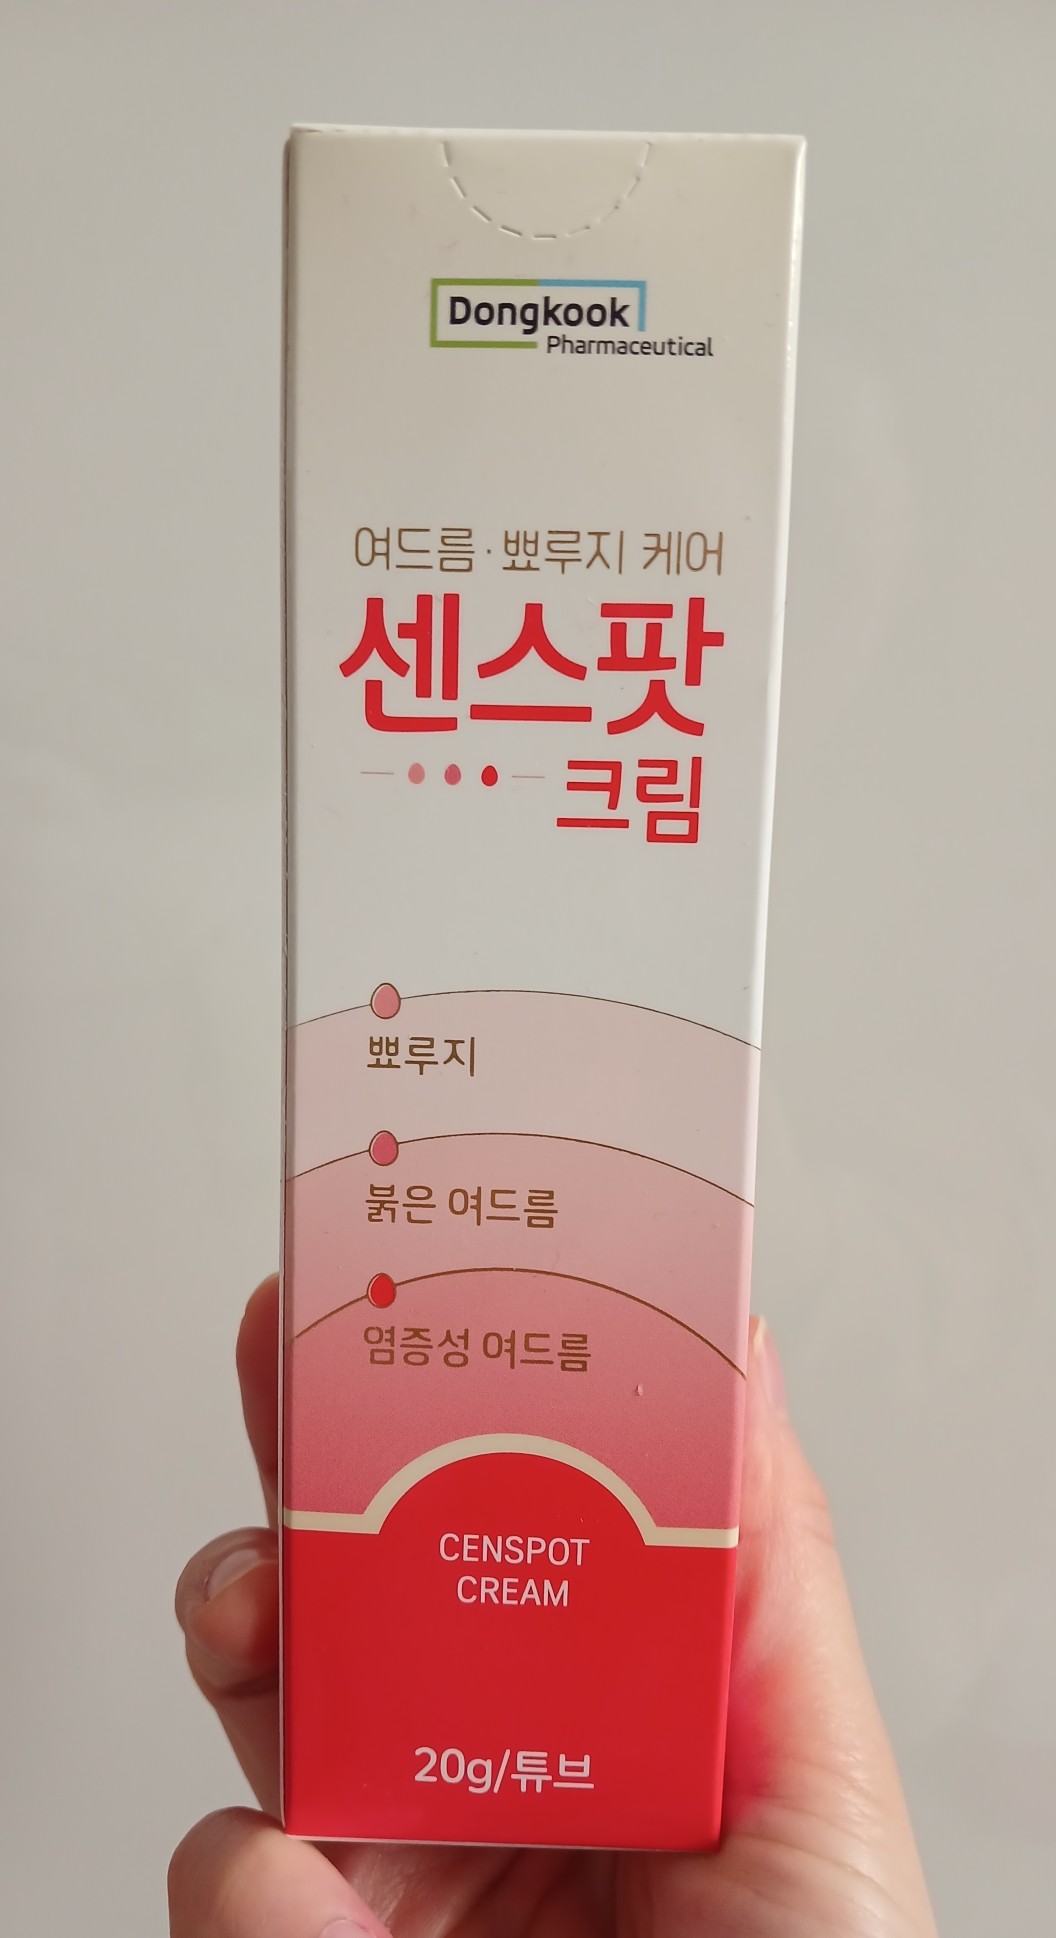 Dongkook
Pharmaceutical
여드름·뾰루지 케어
센스팟
크림
뾰루지
붉은 여드름
염증성 여드름
CENSPOT
CREAM
20g/튜브